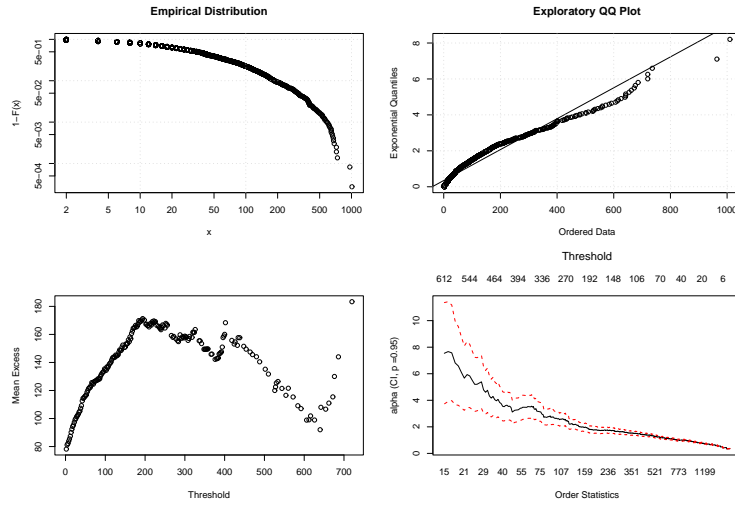 Empirical Distribution
1−F(x)
5e−04 5e−03 5e−02 5e−01
2 5 10 20 50 100 200 500 1000
x
Exploratory QQ Plot
Exponential Quantiles
0 2 4 6 8
0 200 400 600 800 1000
Ordered Data
Mean Excess
80 100 120 140 160 180
0 100 200 300 400 500 600 700
Threshold
Threshold
612 544 464 394 336 270 192 148 106 70 40 20 6
alpha (CI, p =0.95)
0 2 4 6 8 10
15 21 29 40 55 75 107 159 236 351 521 773 1199
Order Statistics